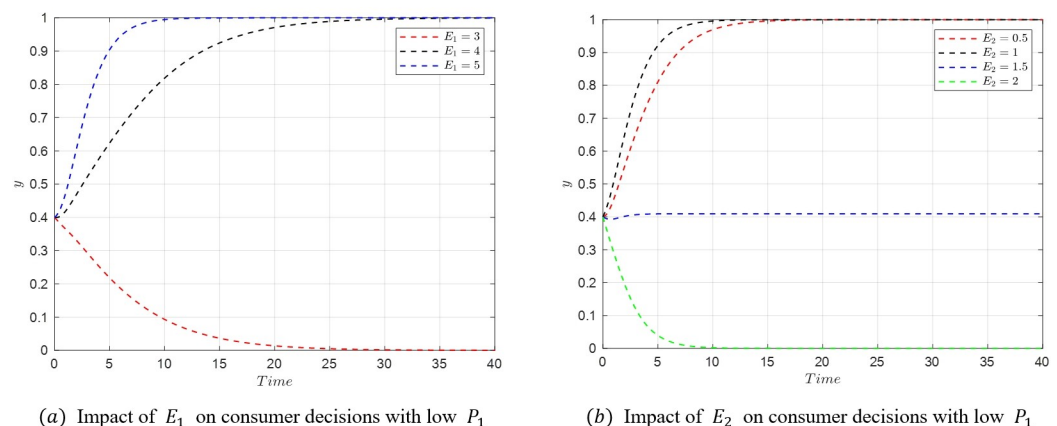 1
0.9
0.8
0.7
0.6
0.5
0.4
0.3
0.2
0.1
0
y
0 5 10 15 20 25 30 35 40
Time
E₁ = 3
E₁ = 4
E₁ = 5
(a) Impact of E₁ on consumer decisions with low P₁
1
0.9
0.8
0.7
0.6
0.5
0.4
0.3
0.2
0.1
0
y
0 5 10 15 20 25 30 35 40
Time
E₂ = 0.5
E₂ = 1
E₂ = 1.5
E₂ = 2
(b) Impact of E₂ on consumer decisions with low P₁